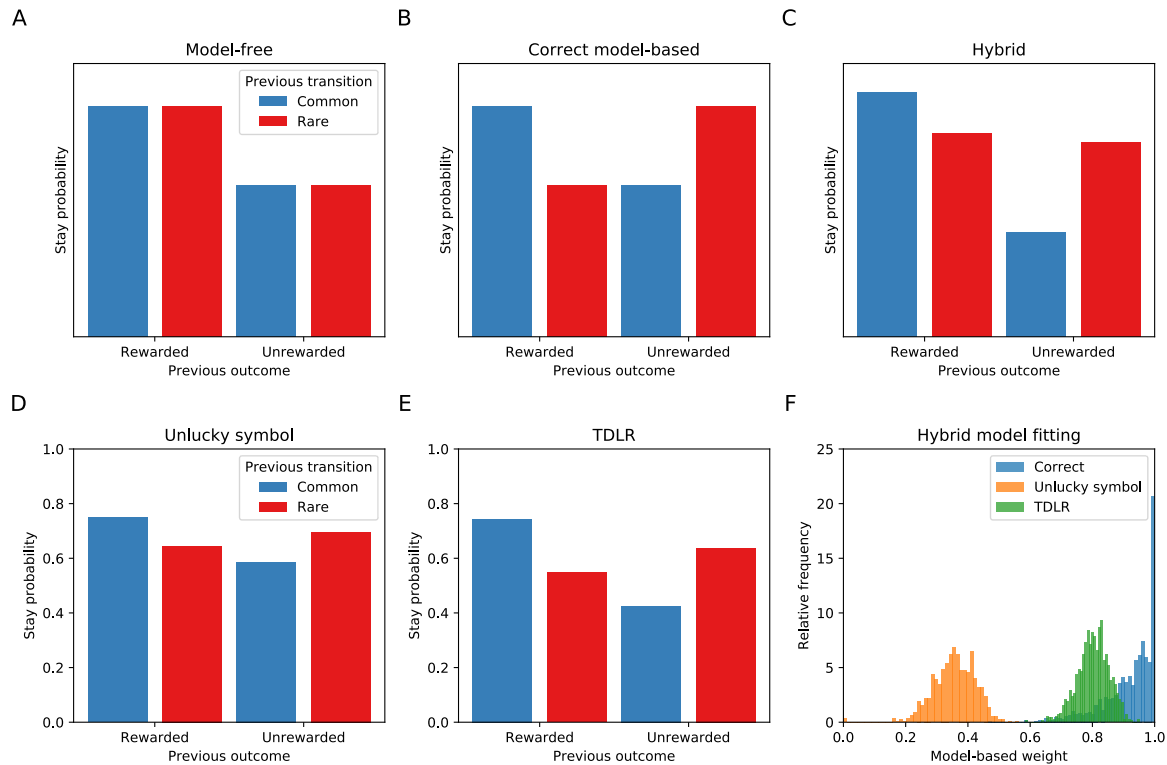 A
Model-free
Stay probability
Previous transition
Common
Rare
Rewarded
Unrewarded
Previous outcome
B
Correct model-based
Stay probability
Rewarded
Unrewarded
Previous outcome
C
Hybrid
Stay probability
Rewarded
Unrewarded
Previous outcome
D
Unlucky symbol
Stay probability
1.0
0.8
0.6
0.4
0.2
0.0
Previous transition
Common
Rare
Rewarded
Unrewarded
Previous outcome
E
TDLR
Stay probability
1.0
0.8
0.6
0.4
0.2
0.0
Rewarded
Unrewarded
Previous outcome
F
Hybrid model fitting
Relative frequency
25
20
15
10
5
0
Correct
Unlucky symbol
TDLR
0.0
0.2
0.4
0.6
0.8
1.0
Model-based weight